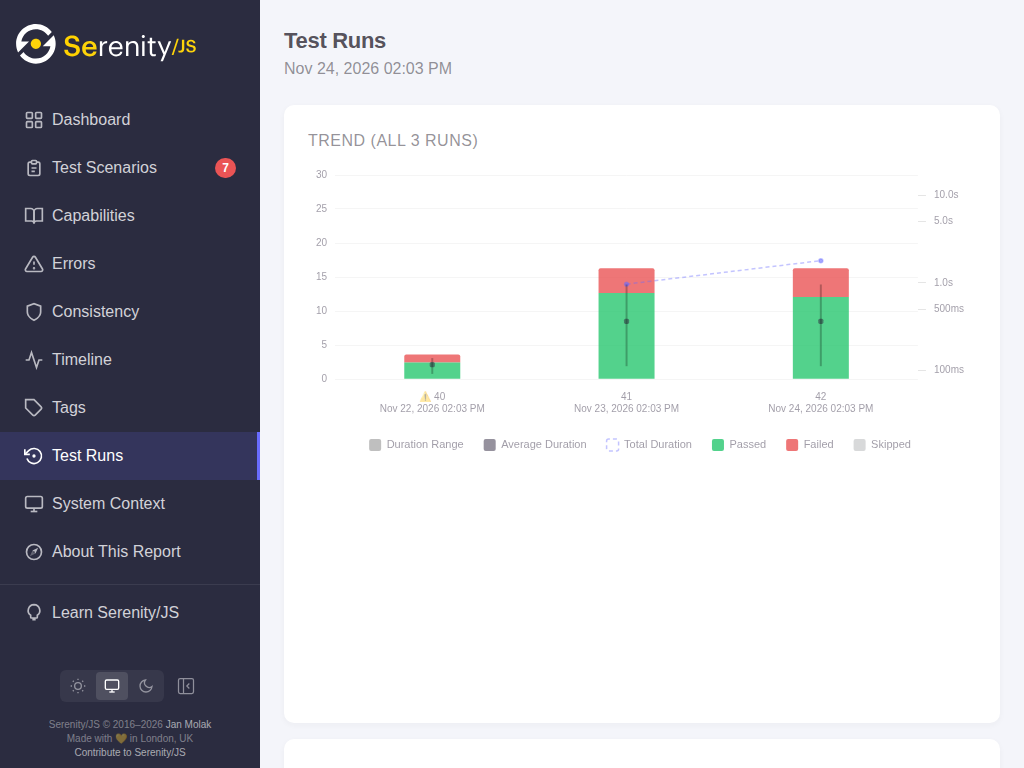 Serenity/JS
Dashboard
Test Scenarios
7
Capabilities
Errors
Consistency
Timeline
Tags
Test Runs
System Context
About This Report
Learn Serenity/JS
Serenity/JS © 2016–2026 Jan Molak
Made with 💛 in London, UK
Contribute to Serenity/JS
Test Runs
Nov 24, 2026 02:03 PM
TREND (ALL 3 RUNS)
30
25
20
15
10
5
0
10.0s
5.0s
1.0s
500ms
100ms
⚠️ 40
Nov 22, 2026 02:03 PM
41
Nov 23, 2026 02:03 PM
42
Nov 24, 2026 02:03 PM
Duration Range
Average Duration
Total Duration
Passed
Failed
Skipped